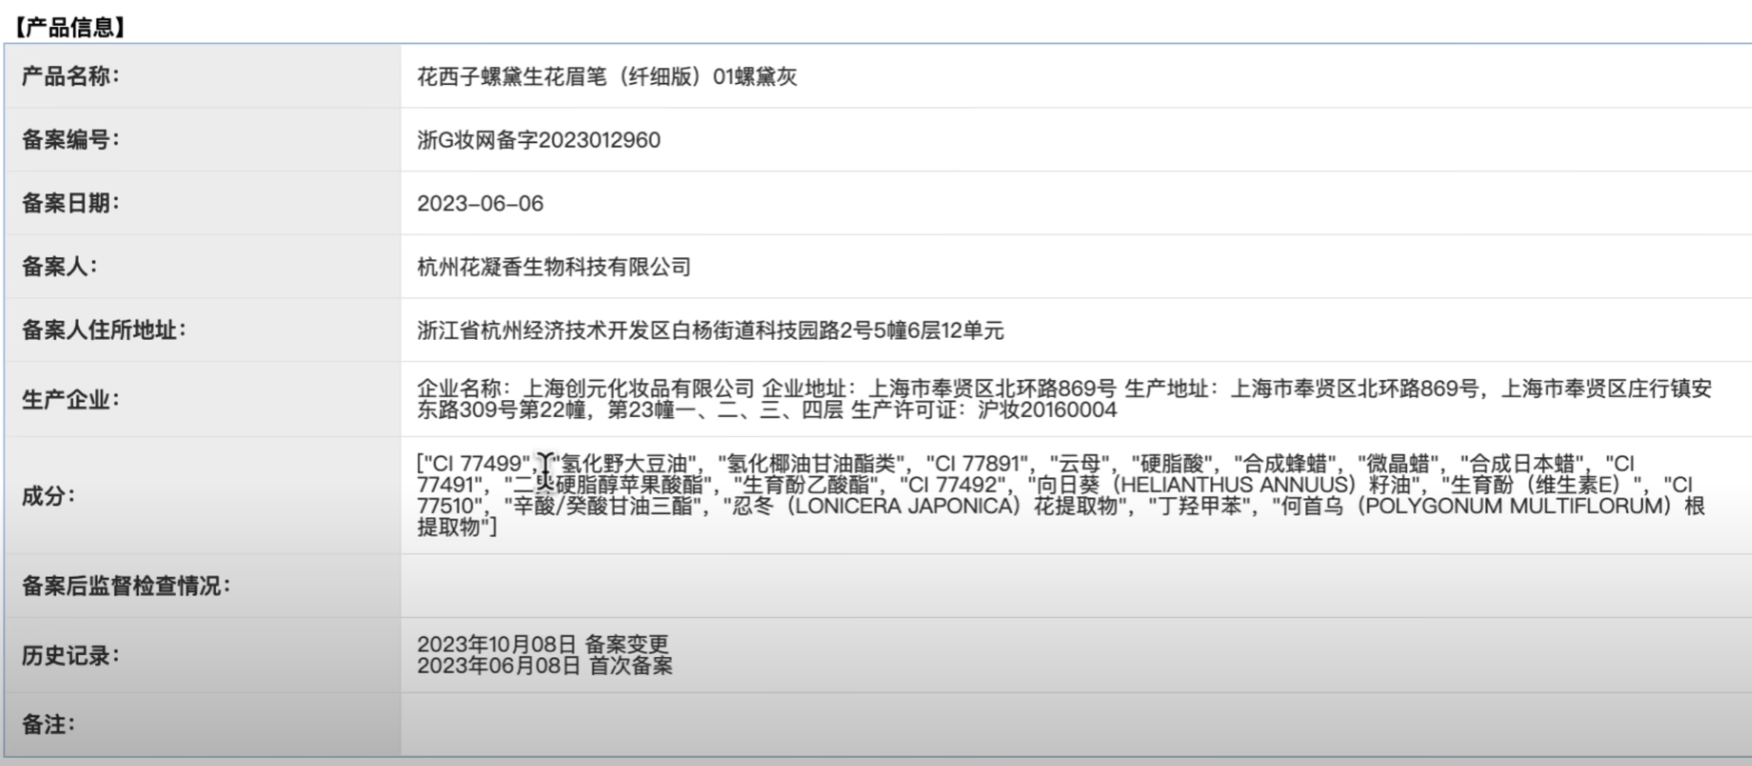 【产品信息】
产品名称：
花西子螺黛生花眉笔（纤细版）01螺黛灰
备案编号：
浙G妆网备字2023012960
备案日期：
2023-06-06
备案人：
杭州花凝香生物科技有限公司
备案人住所地址：
浙江省杭州经济技术开发区白杨街道科技园路2号5幢6层12单元
生产企业：
企业名称：上海创元化妆品有限公司 企业地址：上海市奉贤区北环路869号 生产地址：上海市奉贤区北环路869号，上海市奉贤区庄行镇安
东路309号第22幢，第23幢一、二、三、四层 生产许可证：沪妆20160004
成分：
["CI 77499", "氢化野大豆油", "氢化椰油甘油酯类", "CI 77891", "云母", "硬脂酸", "合成蜂蜡", "微晶蜡", "合成日本蜡", "CI
77491", "二异硬脂醇苹果酸酯", "生育酚乙酸酯", "CI 77492", "向日葵（HELIANTHUS ANNUUS）籽油", "生育酚（维生素E）", "CI
77510", "辛酸/癸酸甘油三酯", "忍冬（LONICERA JAPONICA）花提取物", "丁羟甲苯", "何首乌（POLYGONUM MULTIFLORUM）根
提取物"]
备案后监督检查情况：
历史记录：
2023年10月08日 备案变更
2023年06月08日 首次备案
备注：